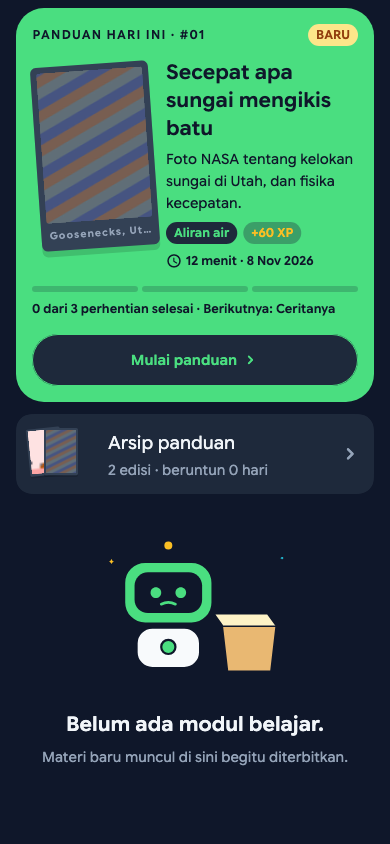 PANDUAN HARI INI · #01
BARU
Secepat apa
sungai mengikis
batu
Foto NASA tentang kelokan
sungai di Utah, dan fisika
kecepatan.
Goosenecks, Ut…
Aliran air
+60 XP
12 menit · 8 Nov 2026
0 dari 3 perhentian selesai · Berikutnya: Ceritanya
Mulai panduan
Arsip panduan
2 edisi · beruntun 0 hari
Belum ada modul belajar.
Materi baru muncul di sini begitu diterbitkan.